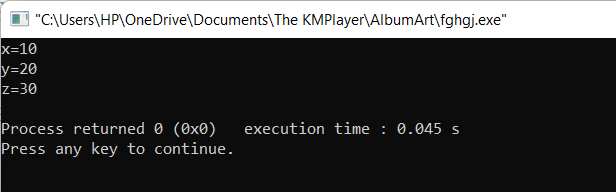 "C:\Users\HP\OneDrive\Documents\The KMPlayer\AlbumArt\fghgj.exe"
x=10
y=20
z=30
Process returned 0 (0x0)   execution time : 0.045 s
Press any key to continue.